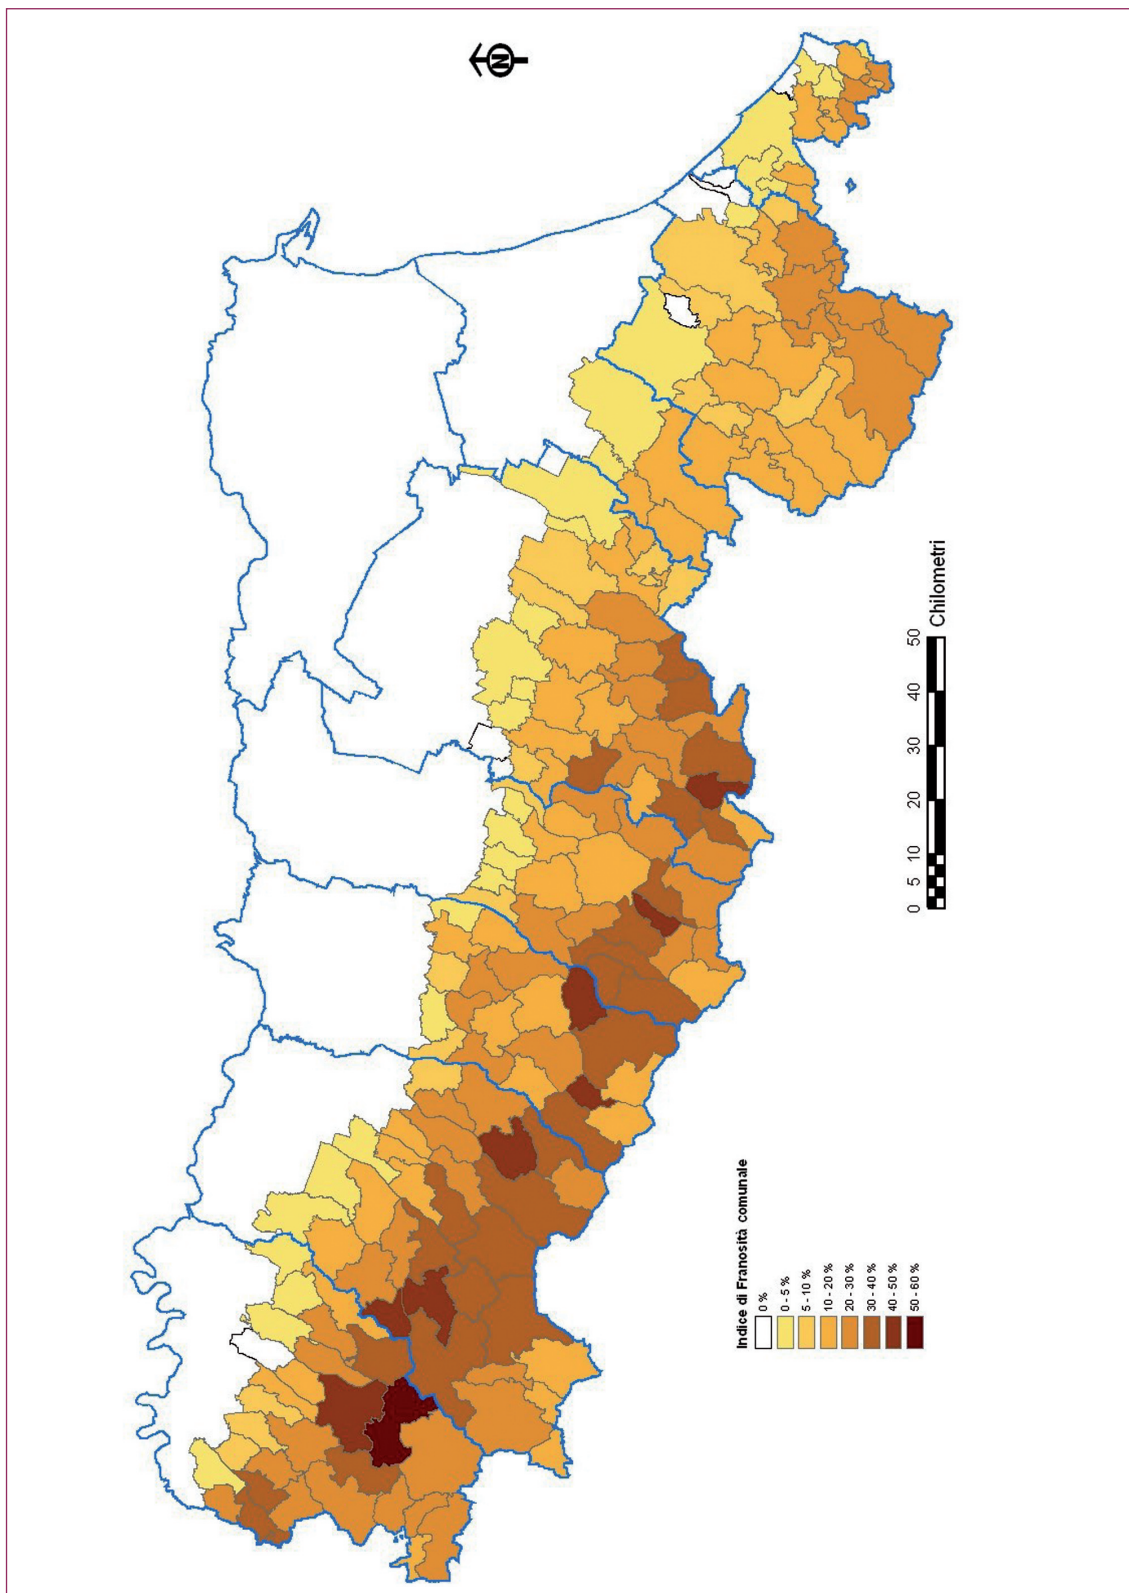 N
0 5 10 20 30 40 50
Chilometri
Indice di Franosità comunale
0 %
0 - 5 %
5 - 10 %
10 - 20 %
20 - 30 %
30 - 40 %
40 - 50 %
50 - 60 %